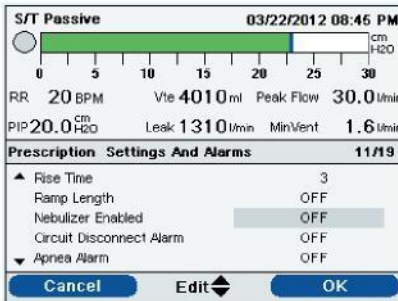 S/T Passive 03/22/2012 08:45 PM
cm
H2O
0 5 10 15 20 25 30
RR 20 BPM Vte 4010 ml Peak Flow 30.0 l/min
PIP 20.0 cm H2O Leak 1310 l/min MinVent 1.6 l/min
Prescription Settings And Alarms 11/19
Rise Time 3
Ramp Length OFF
Nebulizer Enabled OFF
Circuit Disconnect Alarm OFF
Apnea Alarm OFF
Cancel Edit OK